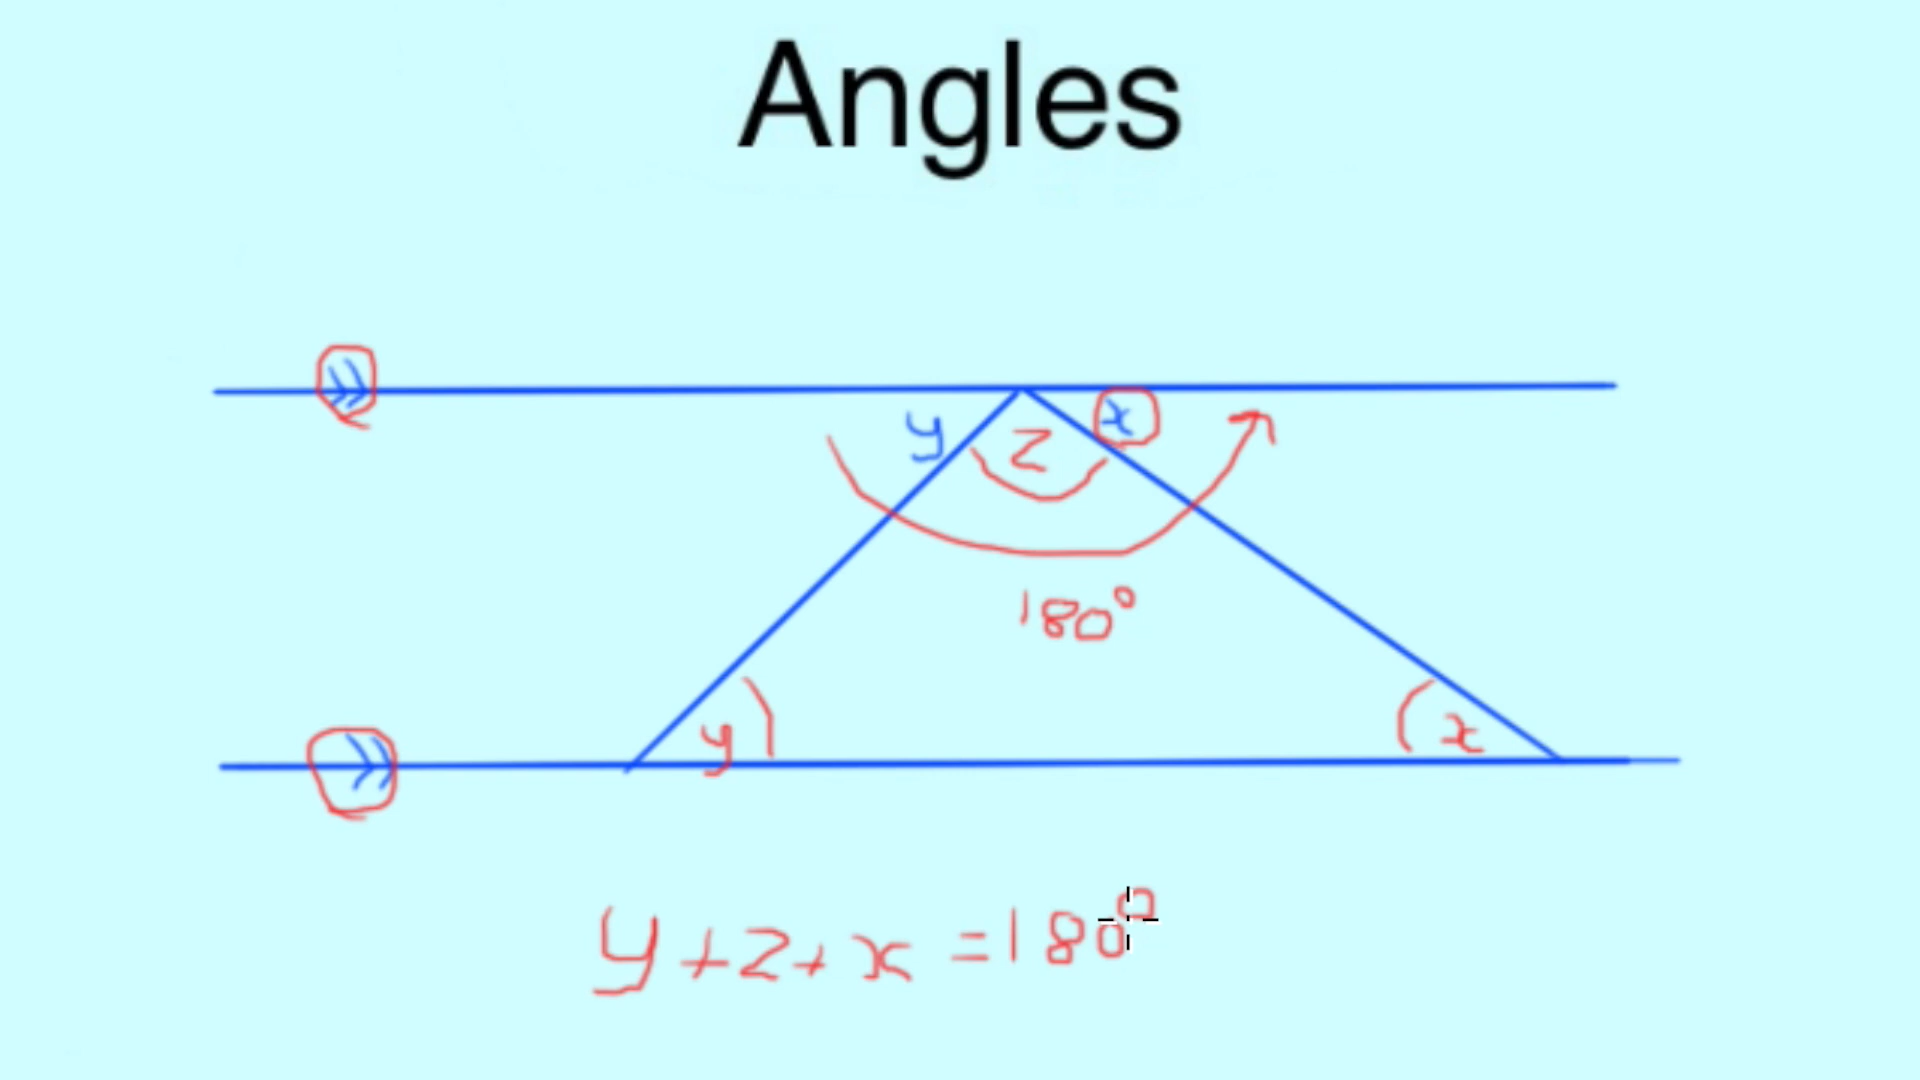 Angles
y z x
180°
y x
y + z + x = 180°